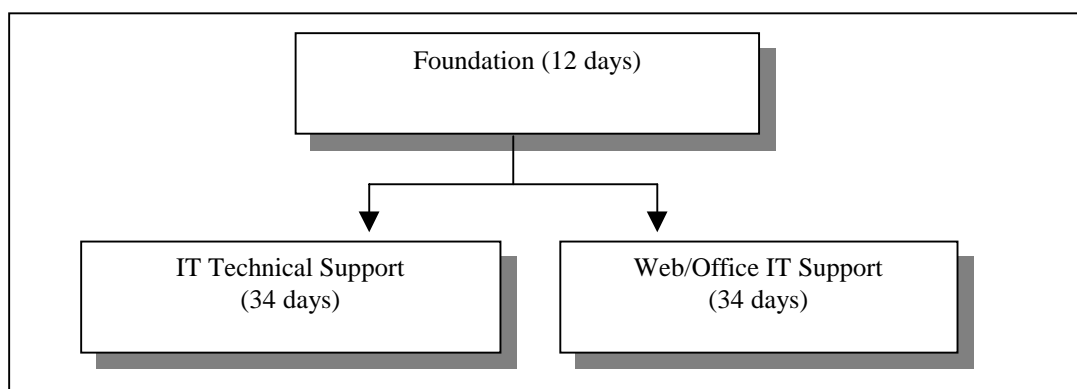 Foundation (12 days)
IT Technical Support
(34 days)
Web/Office IT Support
(34 days)